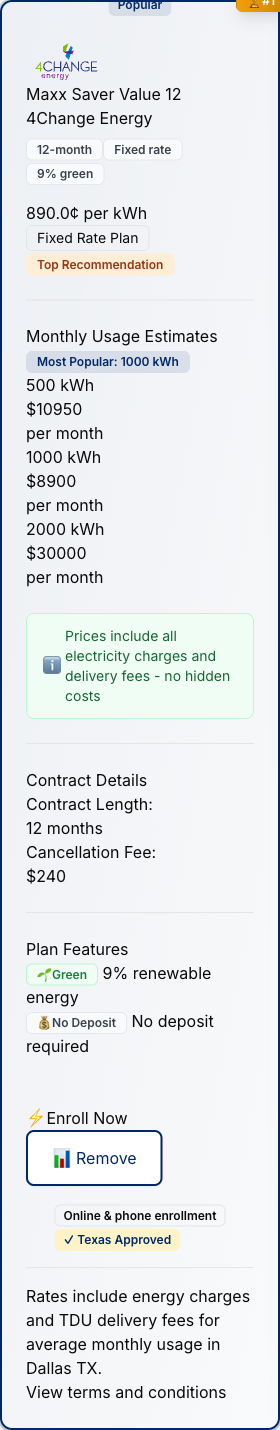 Popular
#1
4CHANGE
energy
Maxx Saver Value 12
4Change Energy
12-month
Fixed rate
9% green
890.0¢ per kWh
Fixed Rate Plan
Top Recommendation
Monthly Usage Estimates
Most Popular: 1000 kWh
500 kWh
$10950
per month
1000 kWh
$8900
per month
2000 kWh
$30000
per month
Prices include all
electricity charges and
delivery fees - no hidden
costs
Contract Details
Contract Length:
12 months
Cancellation Fee:
$240
Plan Features
🌱Green 9% renewable
energy
💰No Deposit No deposit
required
⚡Enroll Now
📊 Remove
Online & phone enrollment
✓ Texas Approved
Rates include energy charges
and TDU delivery fees for
average monthly usage in
Dallas TX.
View terms and conditions